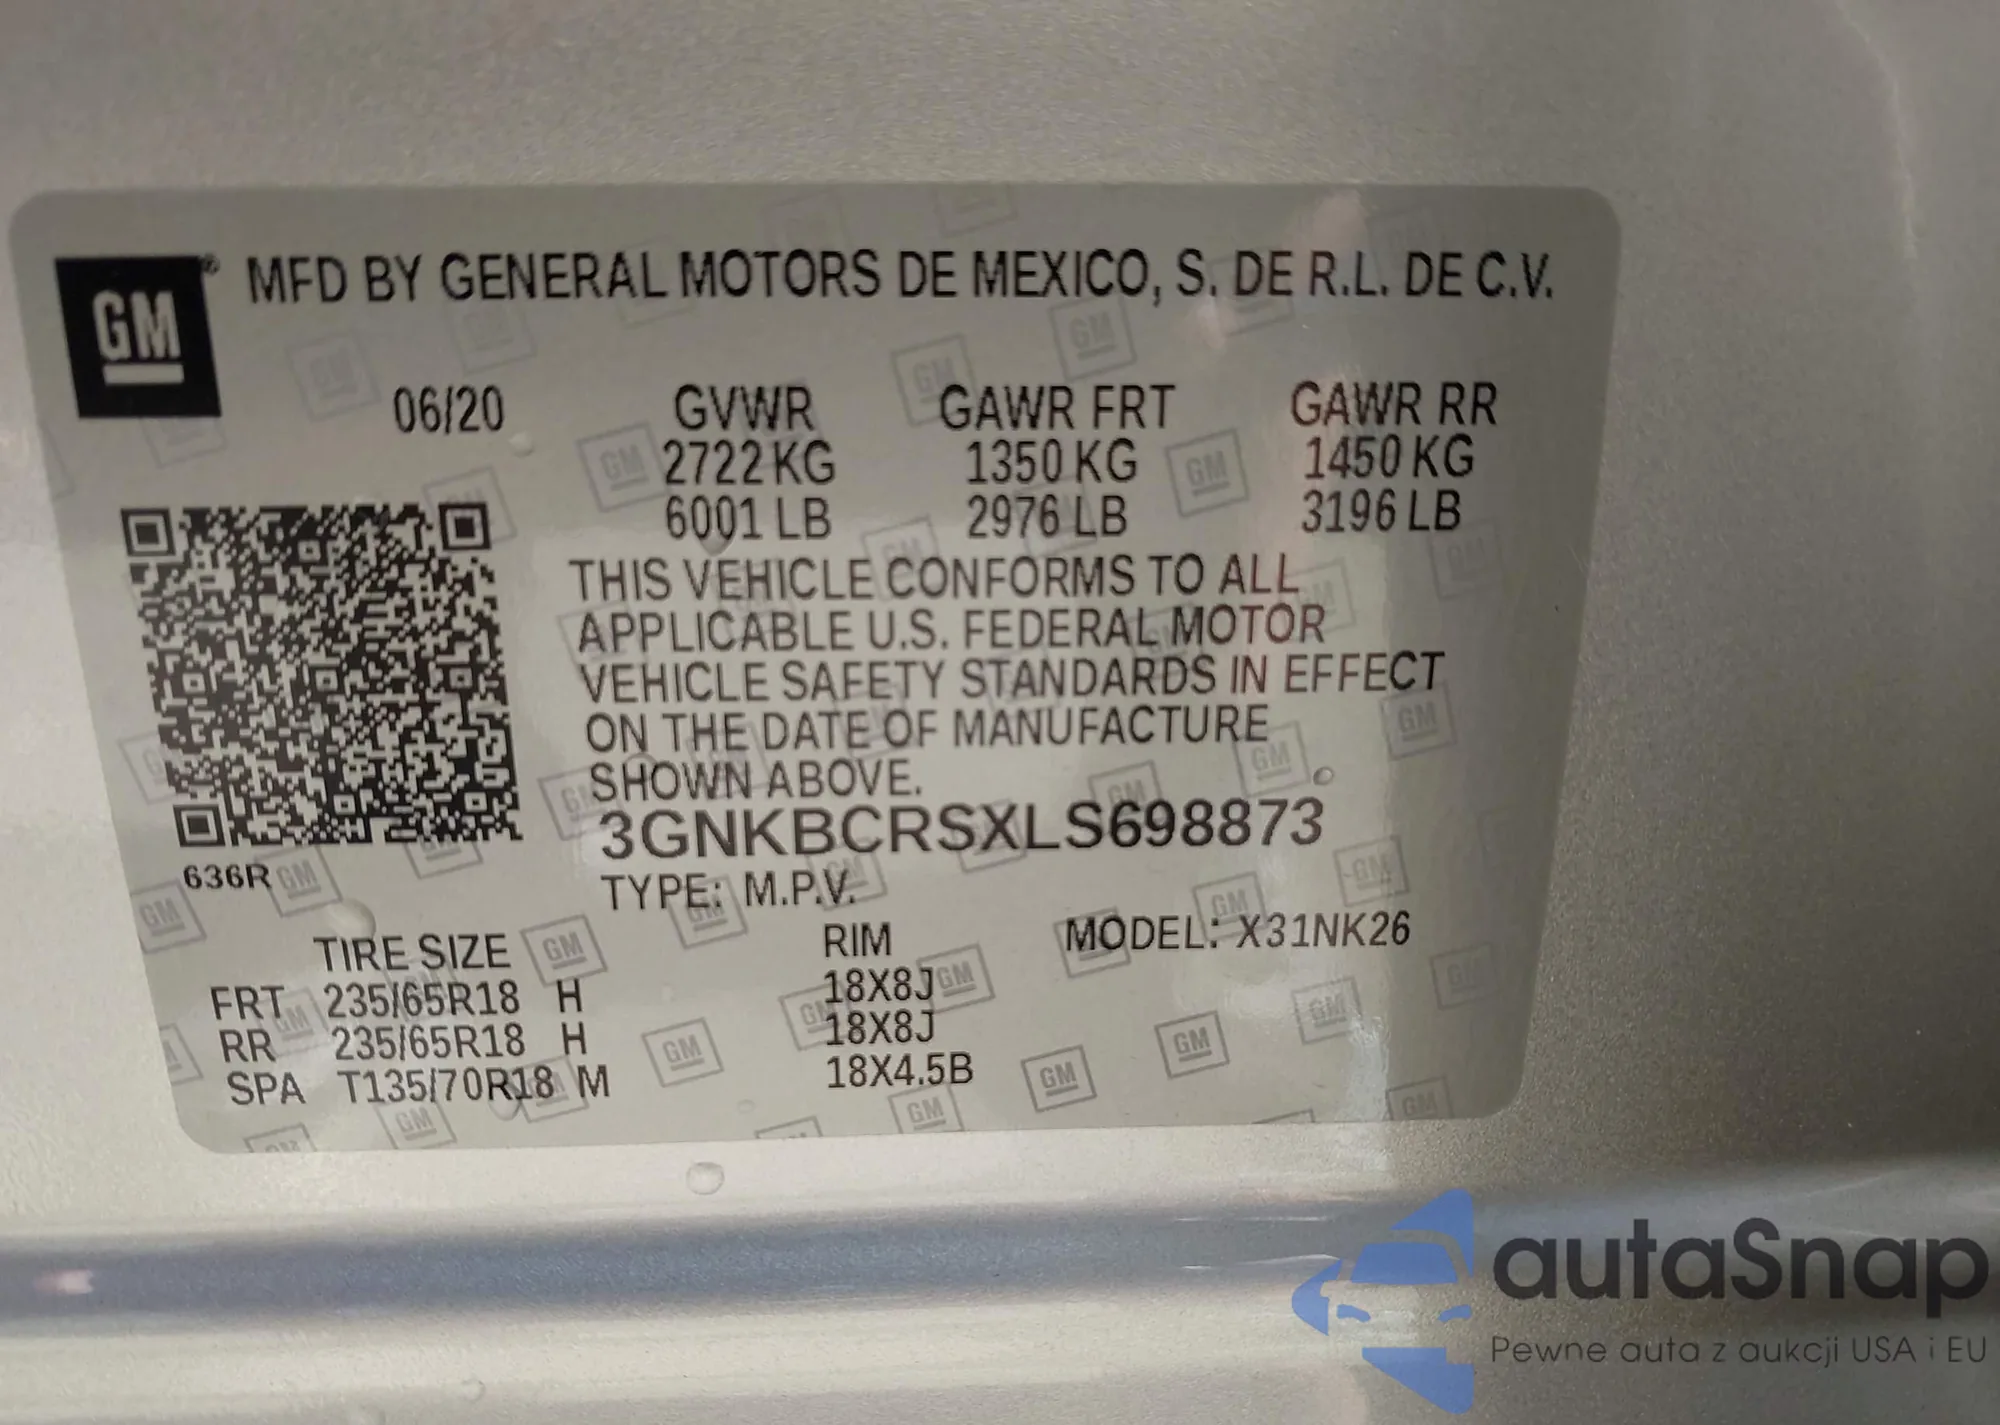 GM® MFD BY GENERAL MOTORS DE MEXICO, S. DE R.L. DE C.V.
06/20 GVWR GAWR FRT GAWR RR
2722 KG 1350 KG 1450 KG
6001 LB 2976 LB 3196 LB
THIS VEHICLE CONFORMS TO ALL
APPLICABLE U.S. FEDERAL MOTOR
VEHICLE SAFETY STANDARDS IN EFFECT
ON THE DATE OF MANUFACTURE
SHOWN ABOVE.
3GNKBCRSXLS698873
636R
TYPE: M.P.V.
MODEL: X31NK26
TIRE SIZE RIM
FRT 235/65R18 H 18X8J
RR 235/65R18 H 18X8J
SPA T135/70R18 M 18X4.5B
autaSnap
Pewne auta z aukcji USA i EU